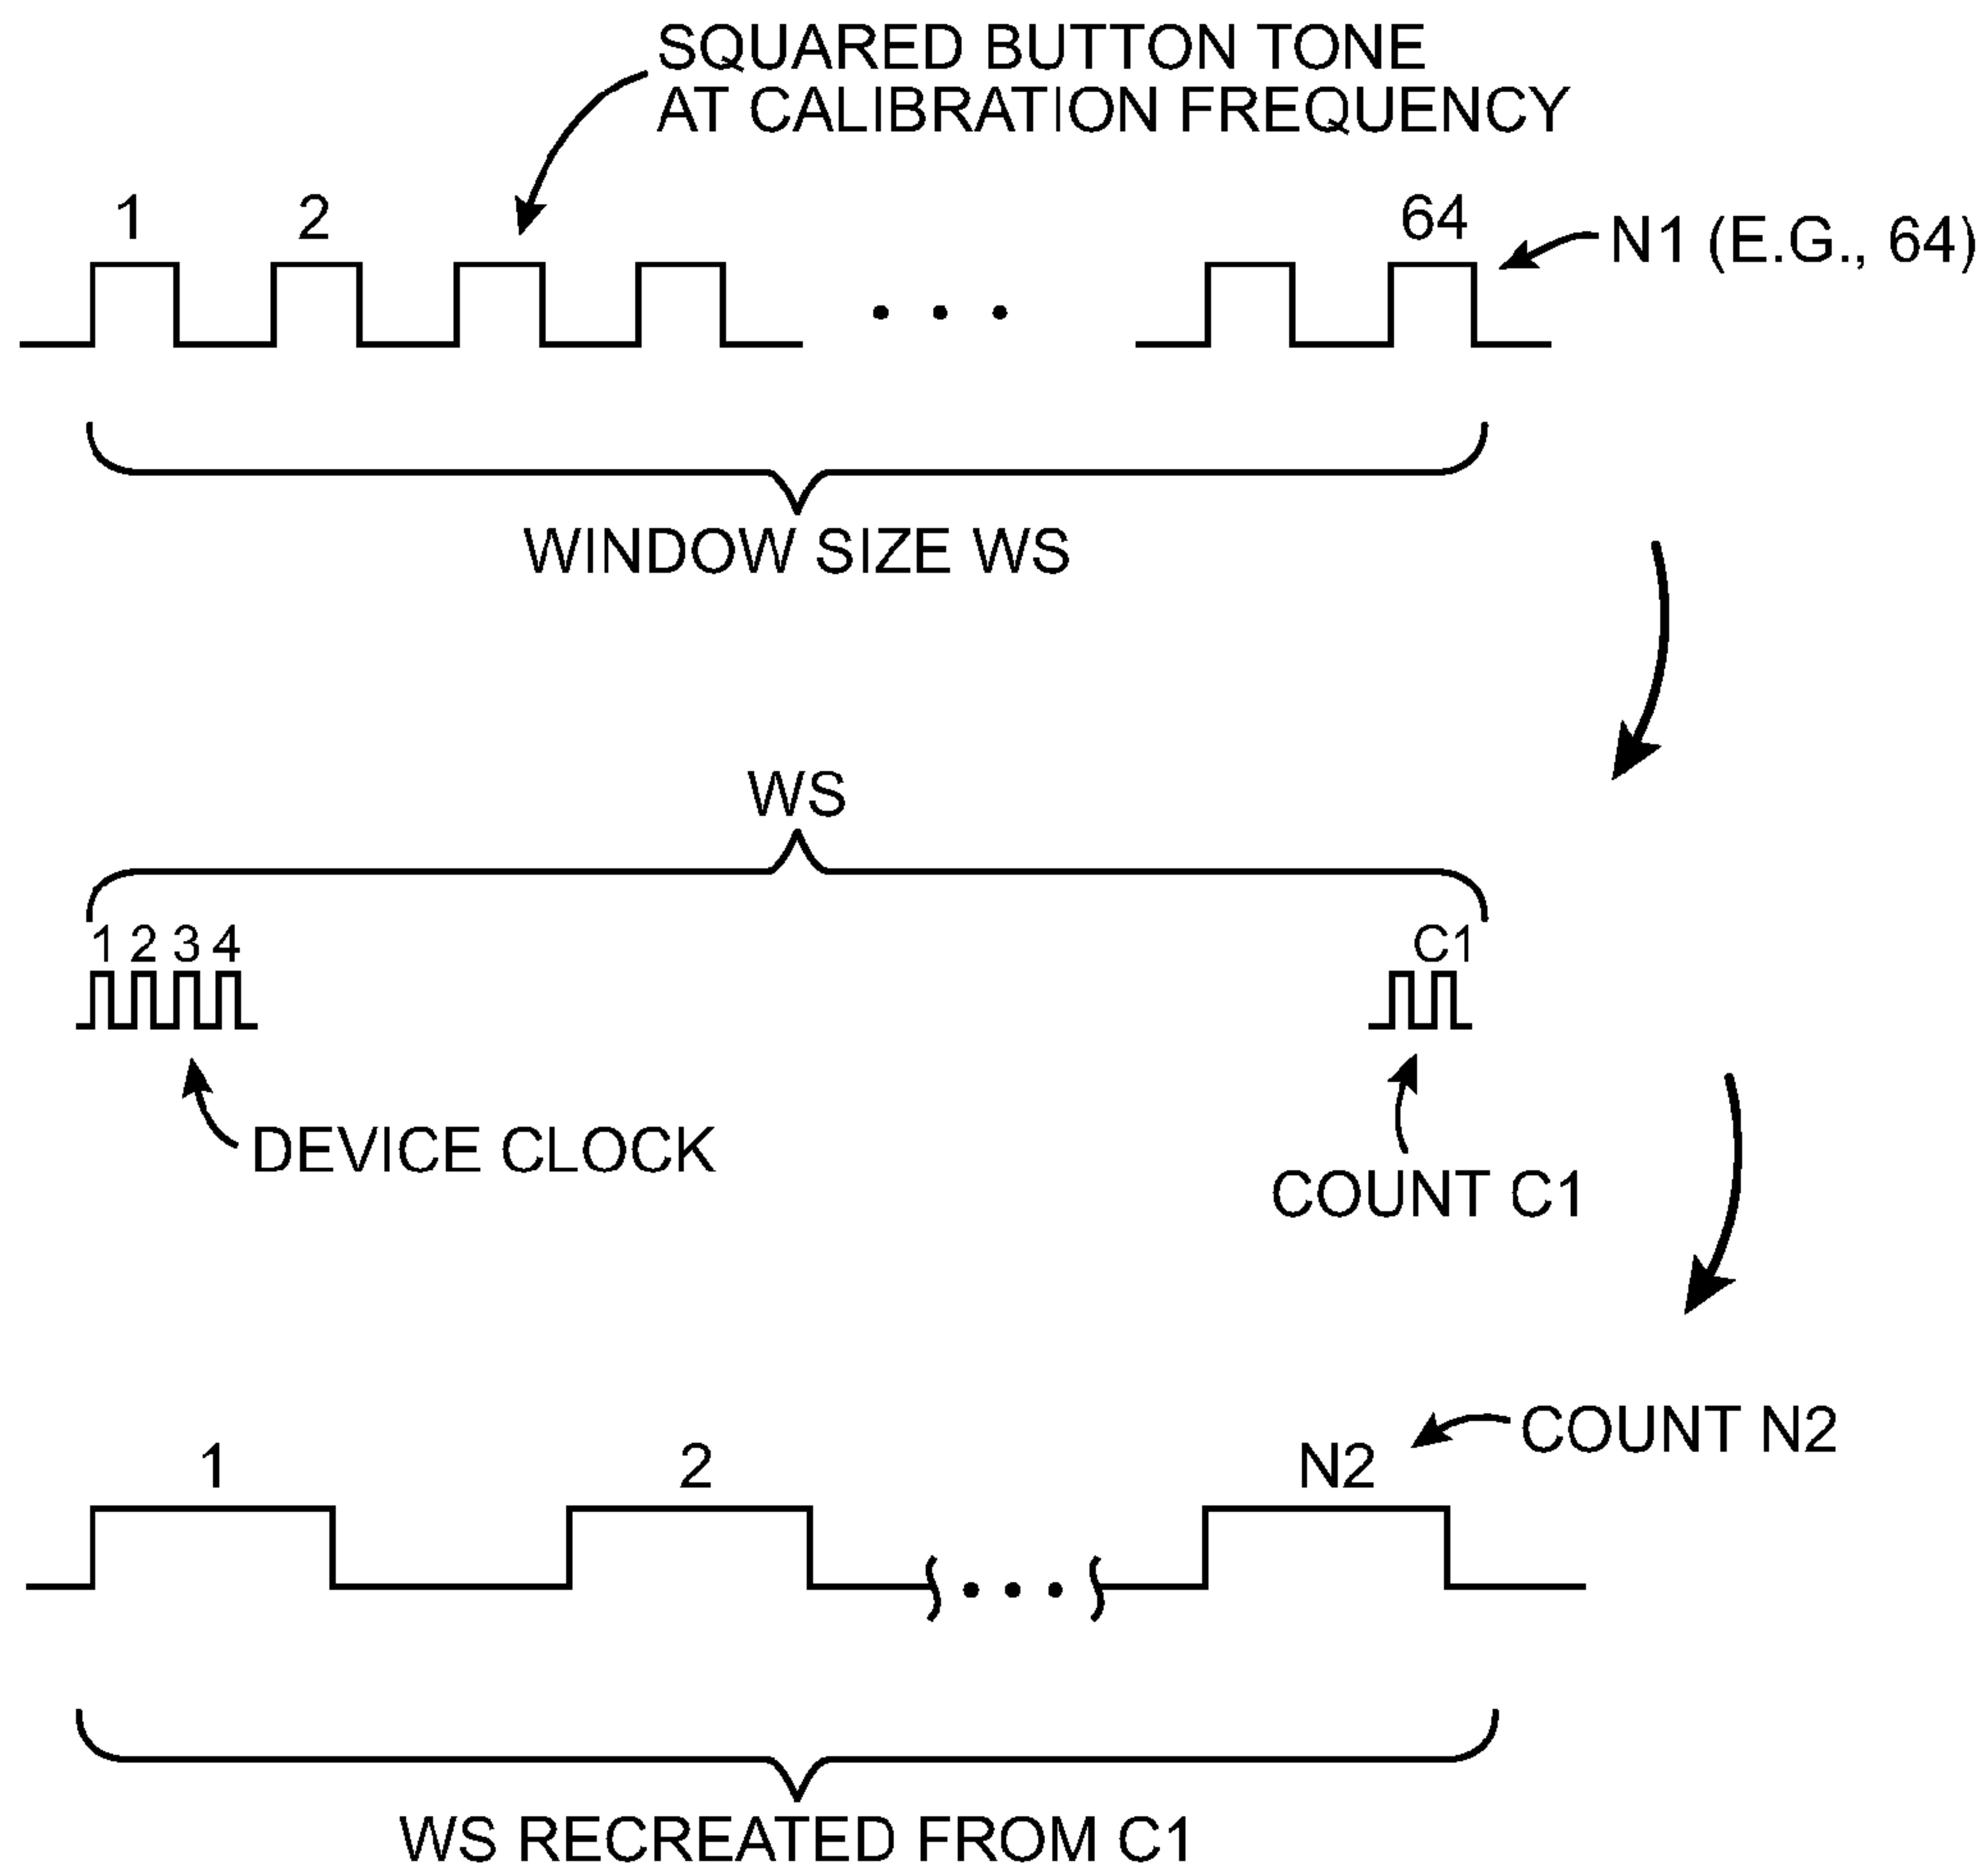 SQUARED BUTTON TONE
AT CALIBRATION FREQUENCY
1 2 64
N1 (E.G., 64)
WINDOW SIZE WS
WS
1 2 3 4 C1
DEVICE CLOCK
COUNT C1
COUNT N2
1 2 N2
WS RECREATED FROM C1